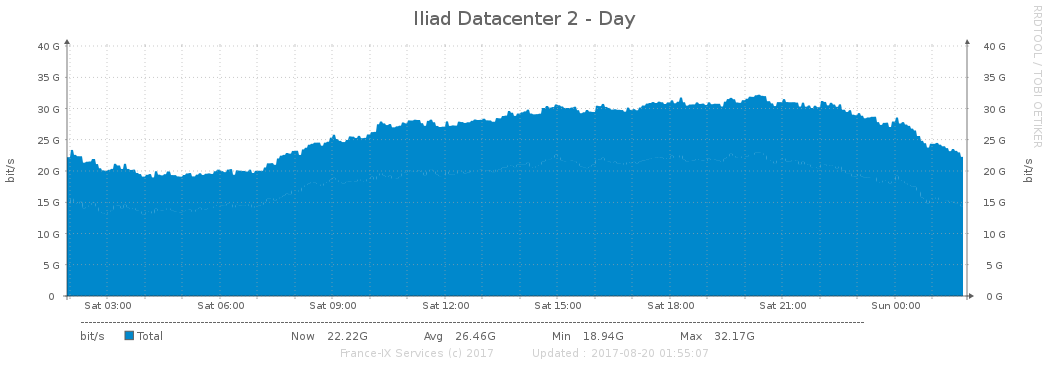 Iliad Datacenter 2 - Day
RRDTOOL / TOBI OETIKER
bit/s
40 G 40 G
35 G 35 G
30 G 30 G
25 G 25 G
20 G 20 G
15 G 15 G
10 G 10 G
5 G 5 G
0 0 G
bit/s
Sat 03:00 Sat 06:00 Sat 09:00 Sat 12:00 Sat 15:00 Sat 18:00 Sat 21:00 Sun 00:00
bit/s Total Now 22.22G Avg 26.46G Min 18.94G Max 32.17G
France-IX Services (c) 2017 Updated : 2017-08-20 01:55:07